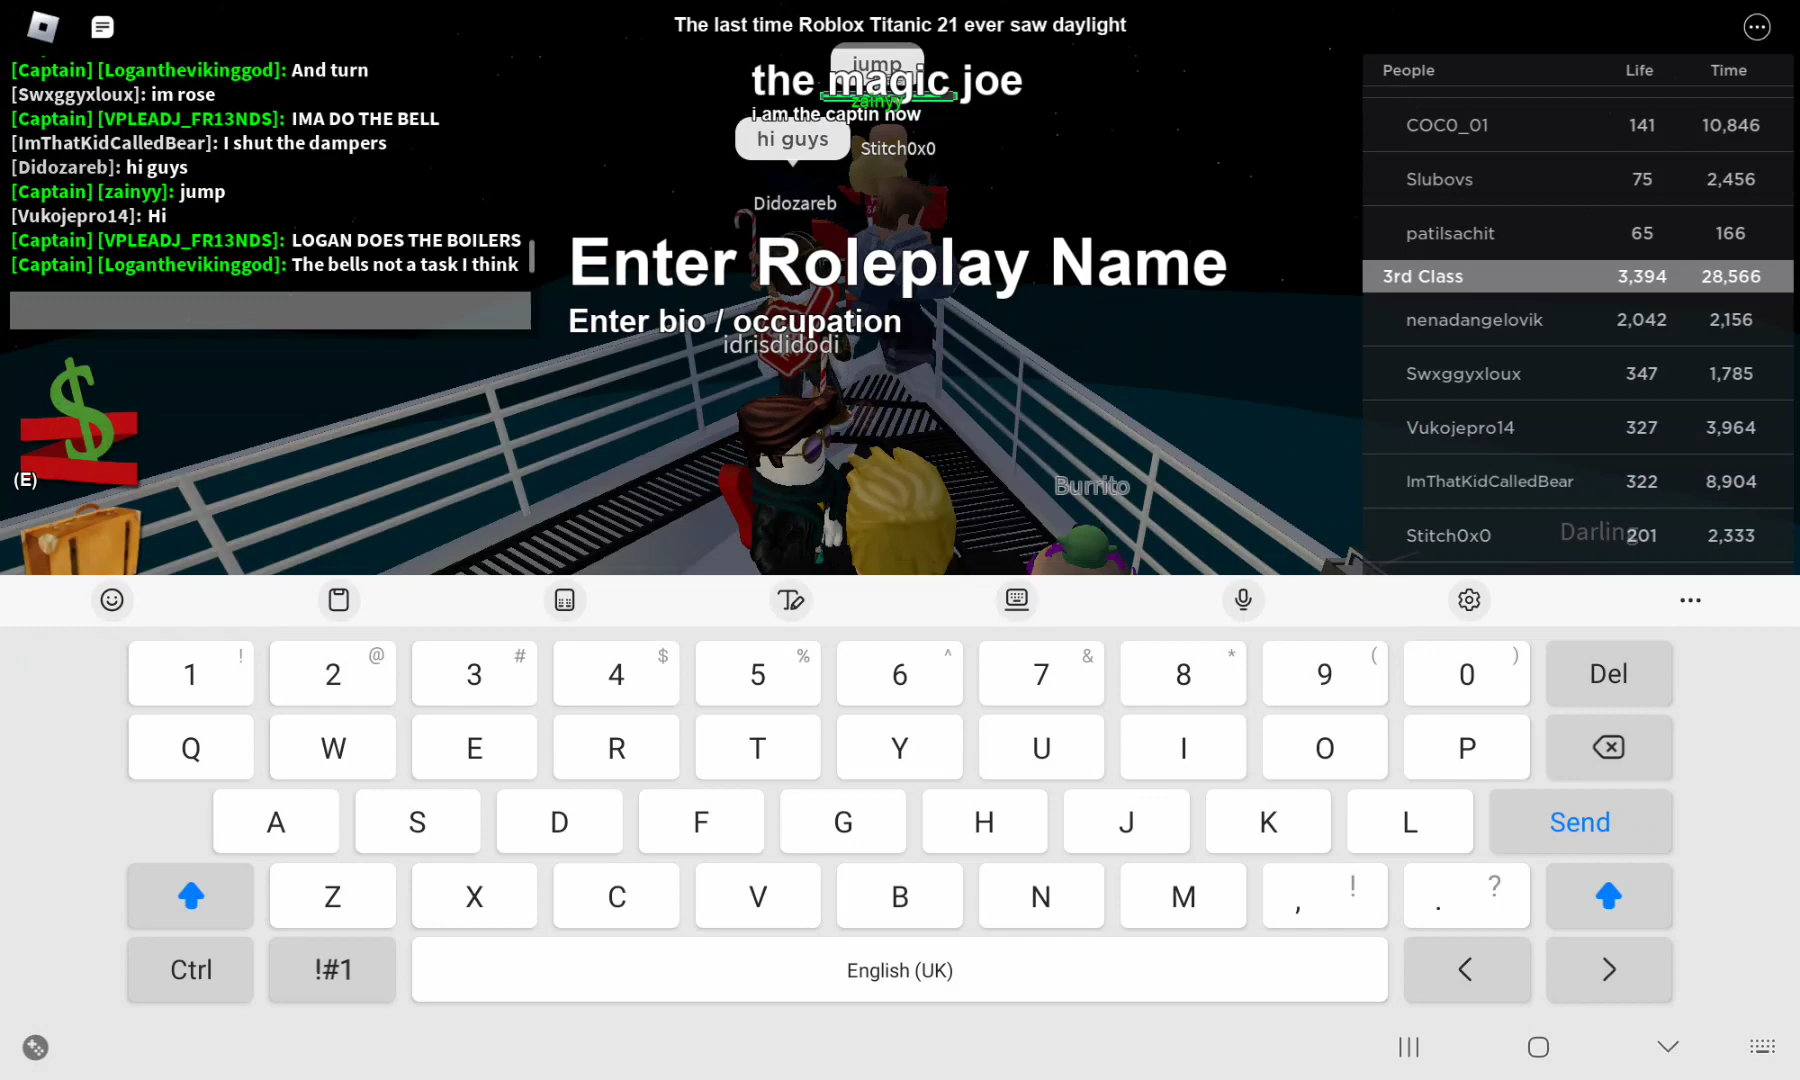 The last time Roblox Titanic 21 ever saw daylight
[Captain] [Loganthevikinggod]: And turn
[Swxggyxloux]: im rose
[Captain] [VPLEADJ_FR13NDS]: IMA DO THE BELL
[ImThatKidCalledBear]: I shut the dampers
[Didozareb]: hi guys
[Captain] [zainyy]: jump
[Vukojepro14]: Hi
[Captain] [VPLEADJ_FR13NDS]: LOGAN DOES THE BOILERS
[Captain] [Loganthevikinggod]: The bells not a task I think
(E)
jump
the magic joe
zainyy
i am the captin now
hi guys
Stitch0x0
Didozareb
Enter Roleplay Name
Enter bio / occupation
idrisdidodi
Burrito
Darling
People Life Time
COC0_01 141 10,846
Slubovs 75 2,456
patilsachit 65 166
3rd Class 3,394 28,566
nenadangelovik 2,042 2,156
Swxggyxloux 347 1,785
Vukojepro14 327 3,964
ImThatKidCalledBear 322 8,904
Stitch0x0 201 2,333
1 ! 2 @ 3 # 4 $ 5 % 6 ^ 7 & 8 * 9 ( 0 ) Del
Q W E R T Y U I O P
A S D F G H J K L Send
Z X C V B N M , ! . ?
Ctrl !#1 English (UK) < >